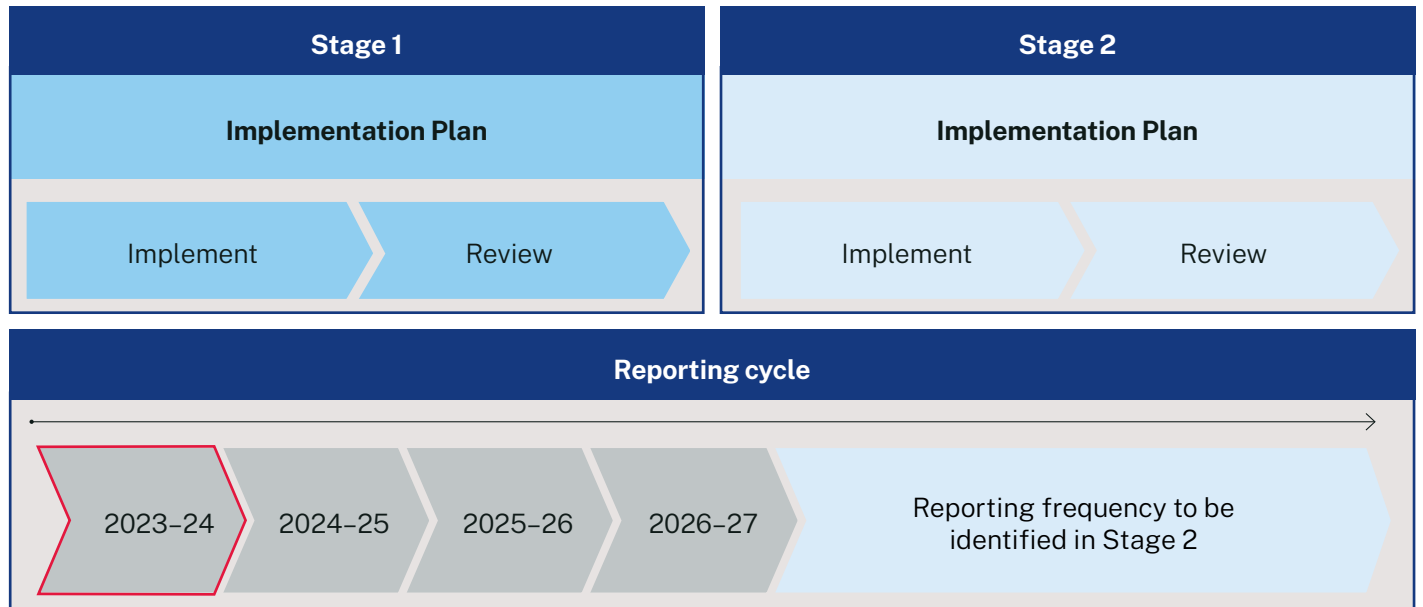 Stage 1
Implementation Plan
Implement
Review
Stage 2
Implementation Plan
Implement
Review
Reporting cycle
2023–24
2024–25
2025–26
2026–27
Reporting frequency to be
identified in Stage 2